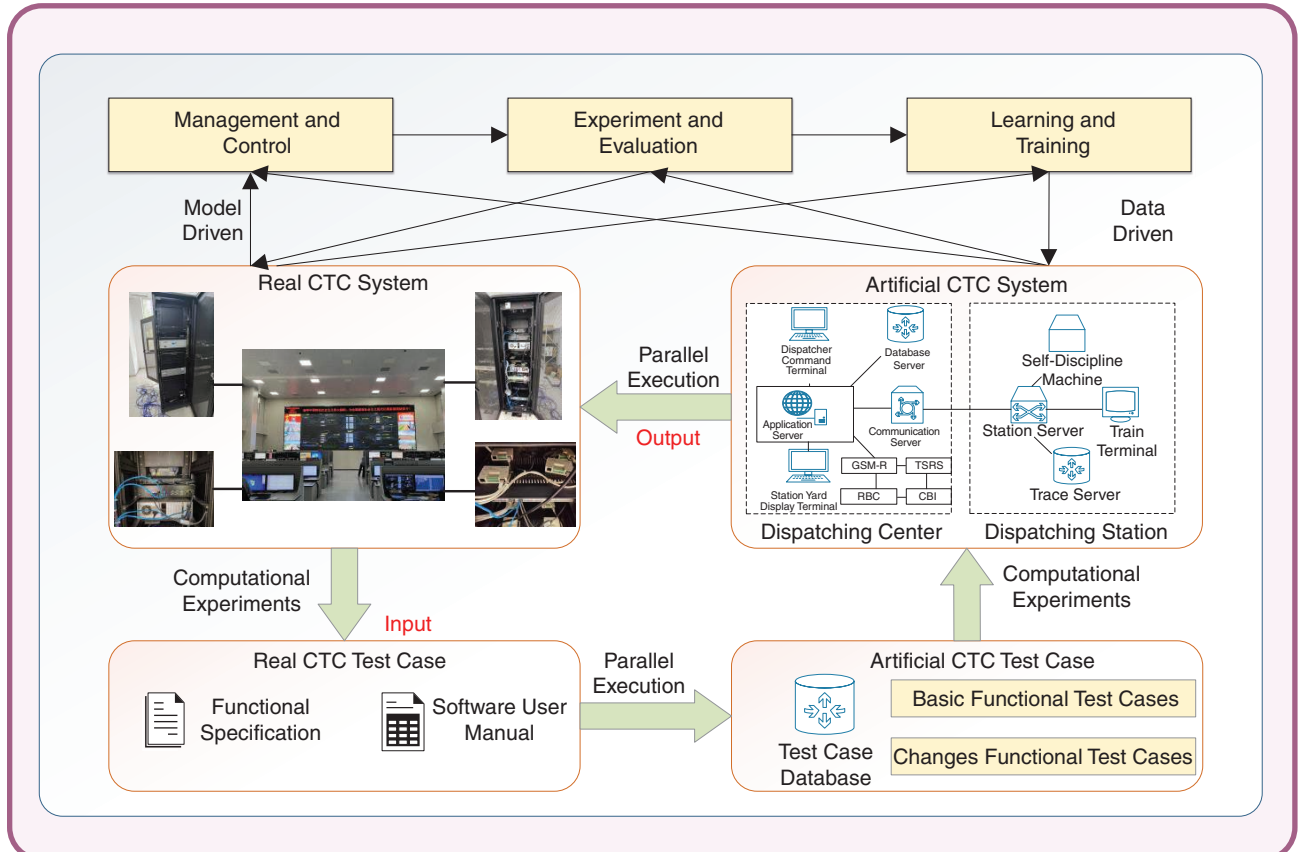 Management and
Control
Experiment and
Evaluation
Learning and
Training
Model
Driven
Data
Driven
Real CTC System
Parallel
Execution
Output
Artificial CTC System
Dispatcher
Command
Terminal
Database
Server
Application
Server
Communication
Server
GSM-R
TSRS
RBC
CBI
Station Yard
Display Terminal
Dispatching Center
Self-Discipline
Machine
Station Server
Train
Terminal
Trace Server
Dispatching Station
Computational
Experiments
Input
Computational
Experiments
Real CTC Test Case
Functional
Specification
Software User
Manual
Parallel
Execution
Artificial CTC Test Case
Test Case
Database
Basic Functional Test Cases
Changes Functional Test Cases